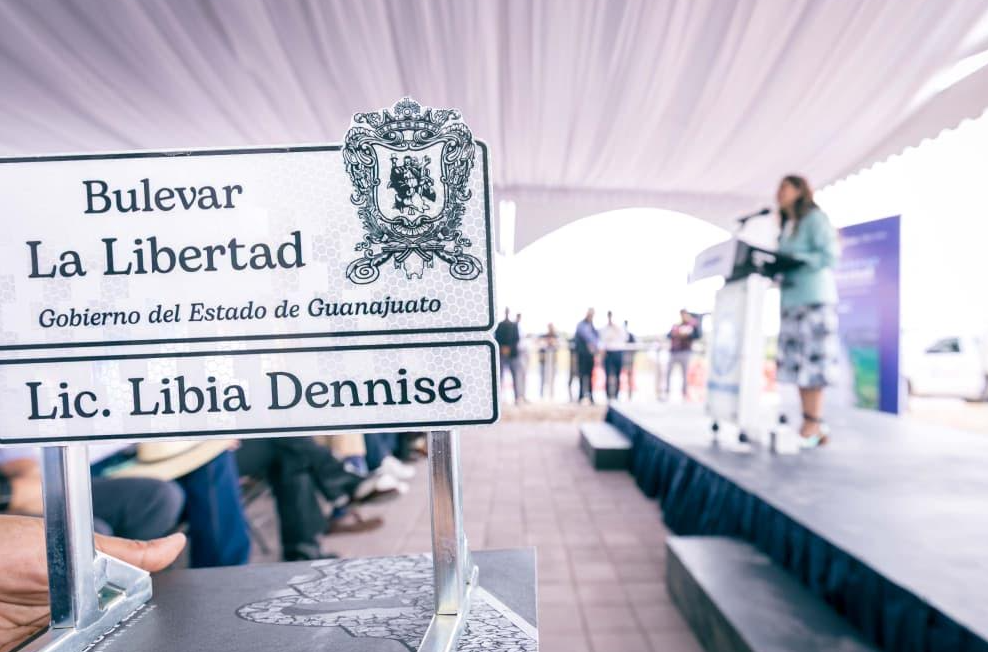 Bulevar
La Libertad
Gobierno del Estado de Guanajuato
Lic. Libia Dennise